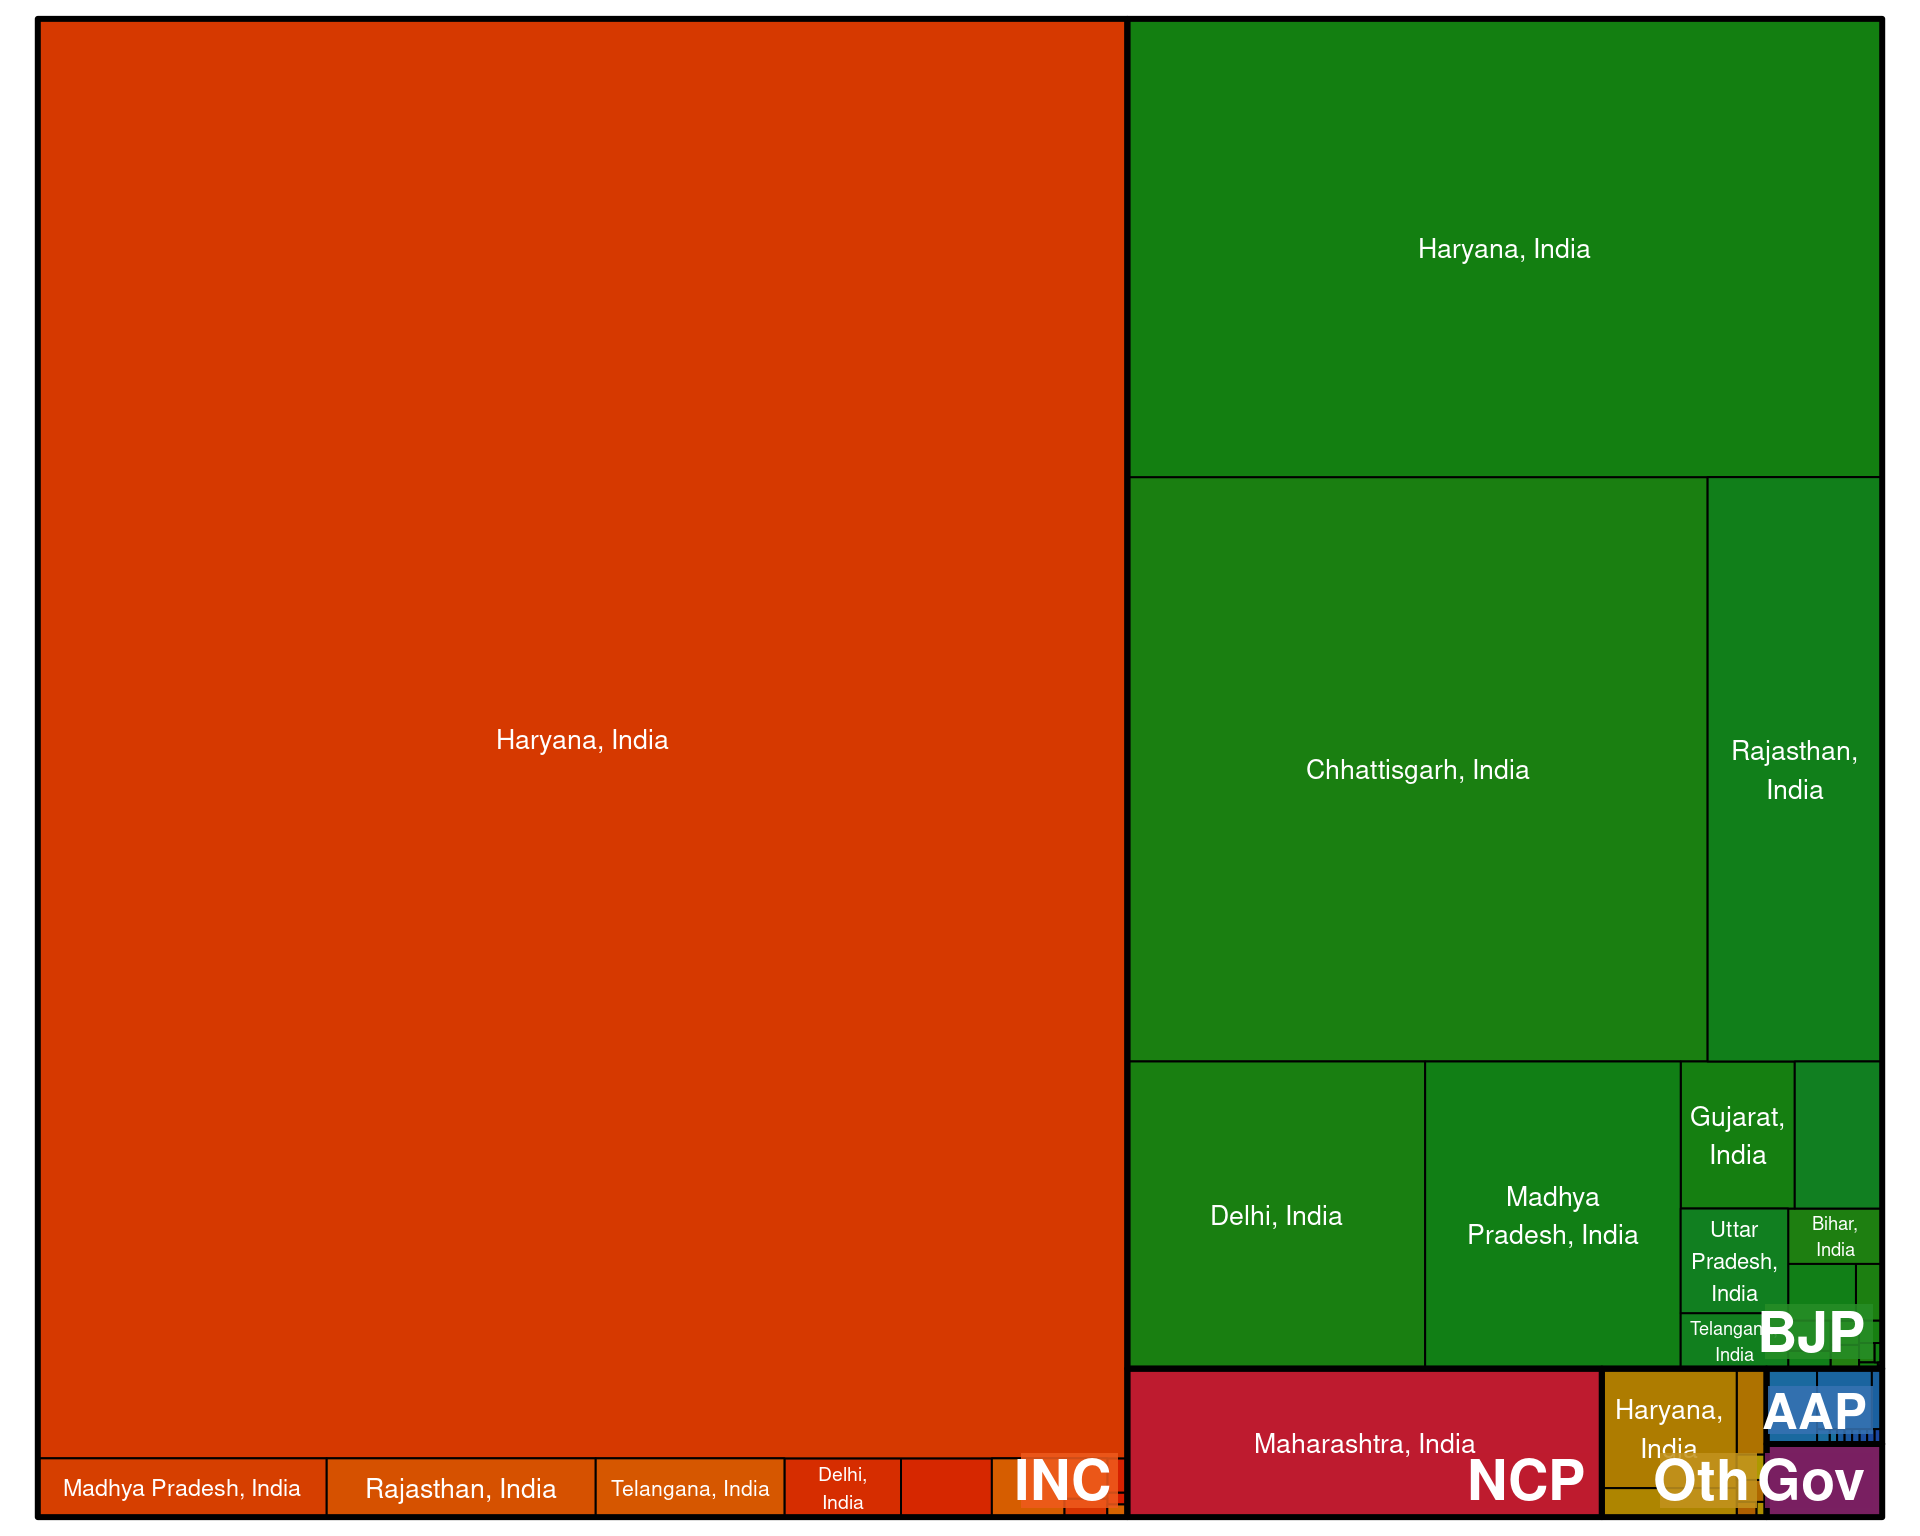 Haryana, India
Madhya Pradesh, India
Rajasthan, India
Telangana, India
Delhi,
India
INC
Haryana, India
Chhattisgarh, India
Rajasthan,
India
Delhi, India
Madhya
Pradesh, India
Gujarat,
India
Uttar
Pradesh,
India
Bihar,
India
Telangan
India
BJP
Maharashtra, India
NCP
Haryana,
India
Oth
AAP
Gov